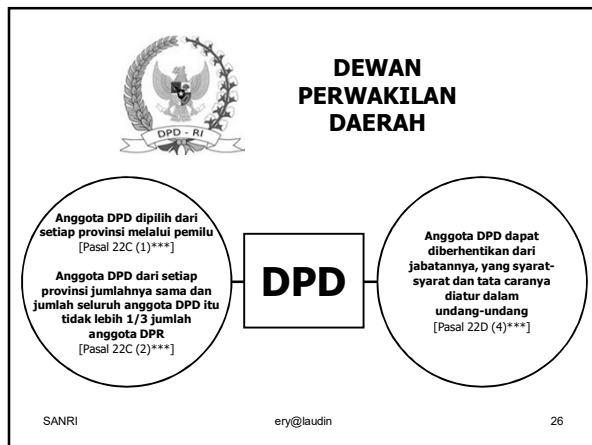 DPD - RI
DEWAN
PERWAKILAN
DAERAH
Anggota DPD dipilih dari
setiap provinsi melalui pemilu
[Pasal 22C (1)***]
Anggota DPD dari setiap
provinsi jumlahnya sama dan
jumlah seluruh anggota DPD itu
tidak lebih 1/3 jumlah
anggota DPR
[Pasal 22C (2)***]
DPD
Anggota DPD dapat
diberhentikan dari
jabatannya, yang syarat-
syarat dan tata caranya
diatur dalam
undang-undang
[Pasal 22D (4)***]
SANRI
ery@laudin
26